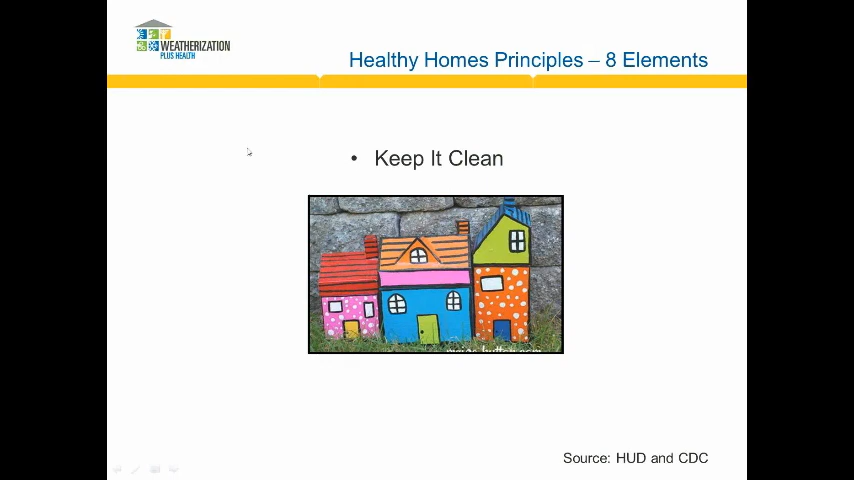 WEATHERIZATION
PLUS HEALTH
Healthy Homes Principles – 8 Elements
• Keep It Clean
Source: HUD and CDC